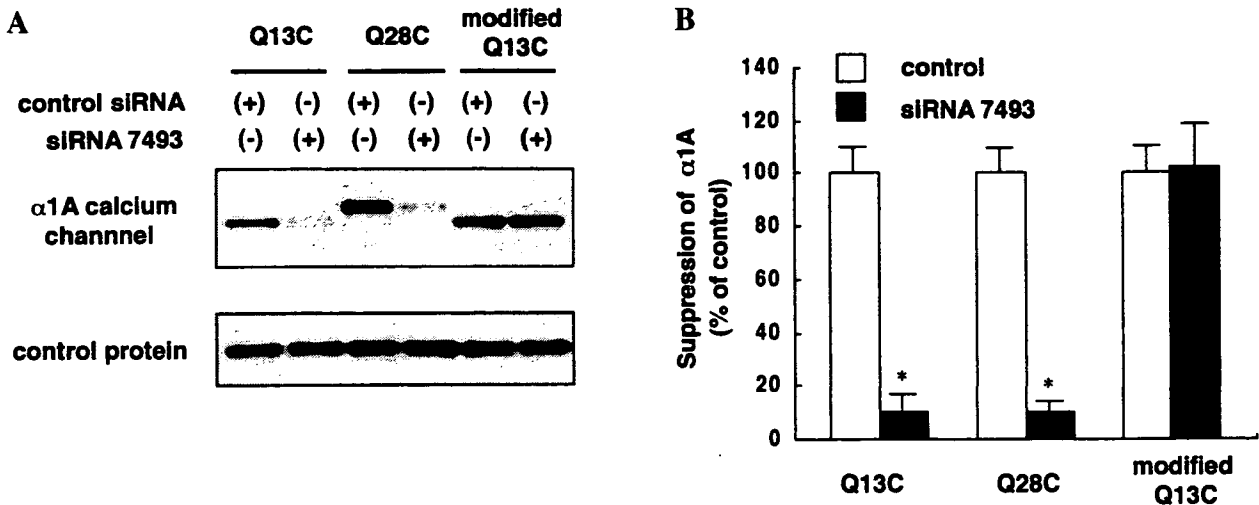 A
Q13C Q28C modified Q13C
control siRNA (+) (-) (+) (-) (+) (-)
siRNA 7493 (-) (+) (-) (+) (-) (+)
α1A calcium
channnel
control protein
B
control
siRNA 7493
Suppression of α1A
(% of control)
140
120
100
80
60
40
20
0
* *
Q13C Q28C modified Q13C